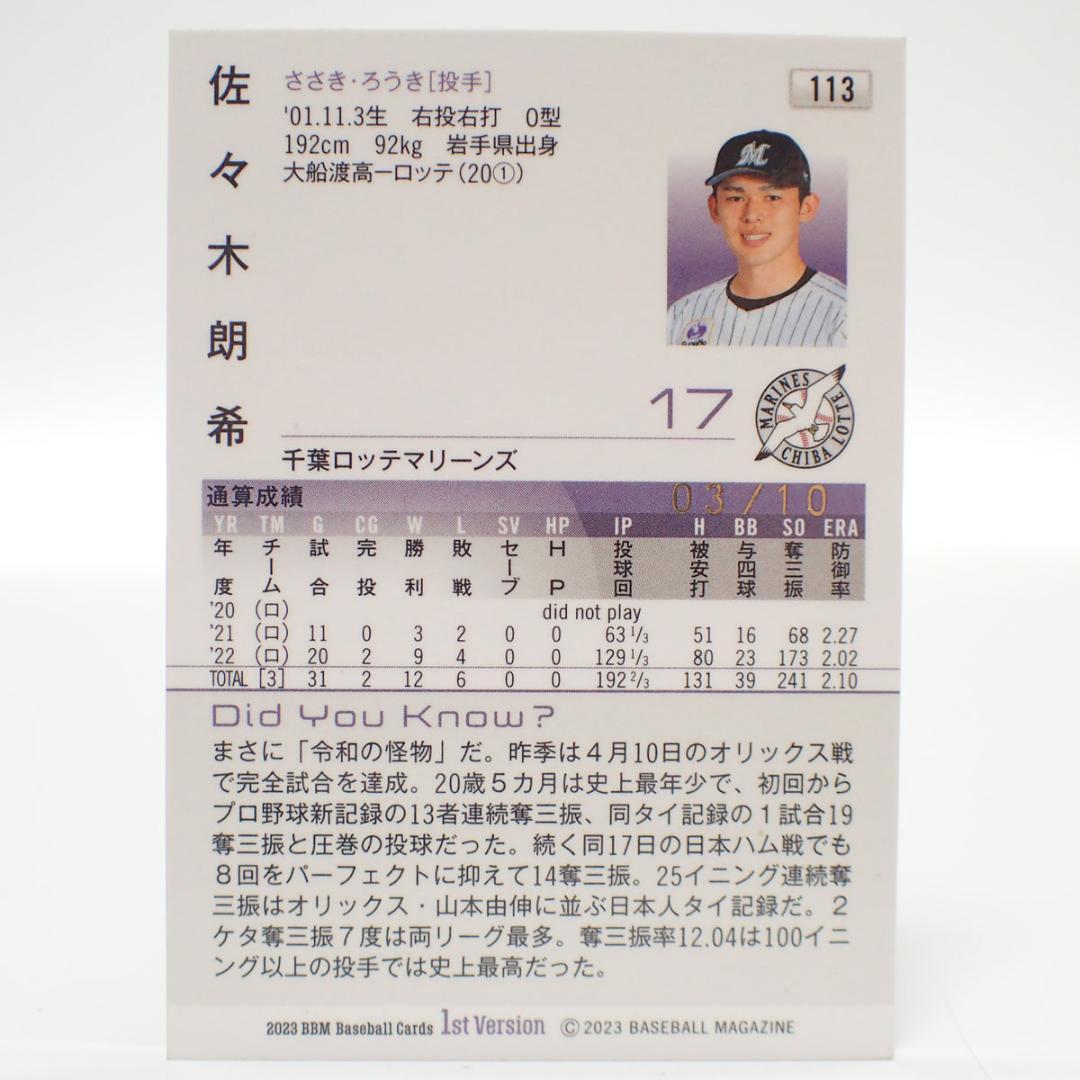 佐々木朗希
ささき・ろうき[投手]
'01.11.3生 右投右打 O型
192cm 92kg 岩手県出身
大船渡高ーロッテ(20①)
113
M
17
MARINES
CHIBA LOTTE
千葉ロッテマリーンズ
通算成績
03/10
YR TM G CG W L SV HP IP H BB SO ERA
年度 チーム 試合 完投 勝利 敗戦 セーブ HP 投球回 被安打 与四球 奪三振 防御率
'20 (ロ) did not play
'21 (ロ) 11 0 3 2 0 0 63 1/3 51 16 68 2.27
'22 (ロ) 20 2 9 4 0 0 129 1/3 80 23 173 2.02
TOTAL [3] 31 2 12 6 0 0 192 2/3 131 39 241 2.10
Did You Know?
まさに「令和の怪物」だ。昨季は4月10日のオリックス戦
で完全試合を達成。20歳5カ月は史上最年少で、初回から
プロ野球新記録の13者連続奪三振、同タイ記録の1試合19
奪三振と圧巻の投球だった。続く同17日の日本ハム戦でも
8回をパーフェクトに抑えて14奪三振。25イニング連続奪
三振はオリックス・山本由伸に並ぶ日本人タイ記録だ。2
ケタ奪三振7度は両リーグ最多。奪三振率12.04は100イニ
ング以上の投手では史上最高だった。
2023 BBM Baseball Cards 1st Version ©2023 BASEBALL MAGAZINE